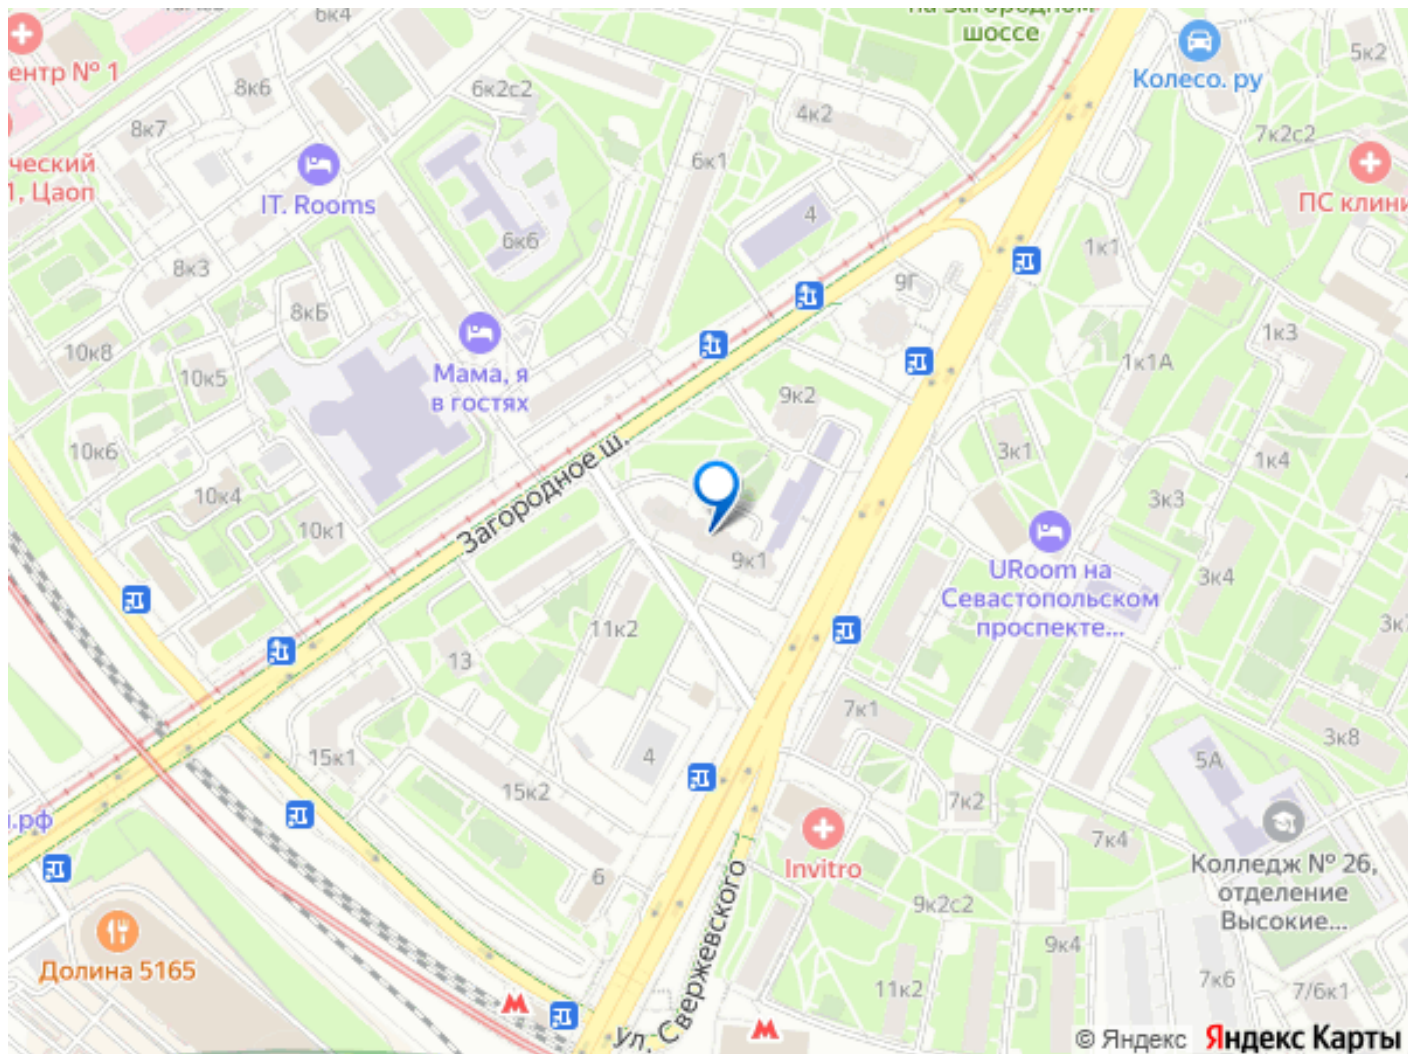 6к4
на Загородном
шоссе
Колесо. ру
5к2
ентр № 1
8к6
6к2с2
4к2
8к7
7к2с2
6к1
ческий
1, Цаоп
IT. Rooms
ПС клини
4
6к6
1к1
8к3
9Г
8кБ
1к3
10к8
1к1А
10к5
Мама, я
в гостях
9к2
10к6
Загородное ш.
3к1
1к4
10к4
3к3
10к1
9к1
URoom на
Севастопольском
проспекте...
3к4
11к2
3к7
13
7к1
3к8
15к1
4
5А
15к2
7к2
.рф
7к4
Invitro
Колледж № 26,
отделение
Высокие...
6
9к2с2
Долина 5165
9к4
7к6
11к2
7/6к1
Ул. Свержевского
© Яндекс Яндекс Карты